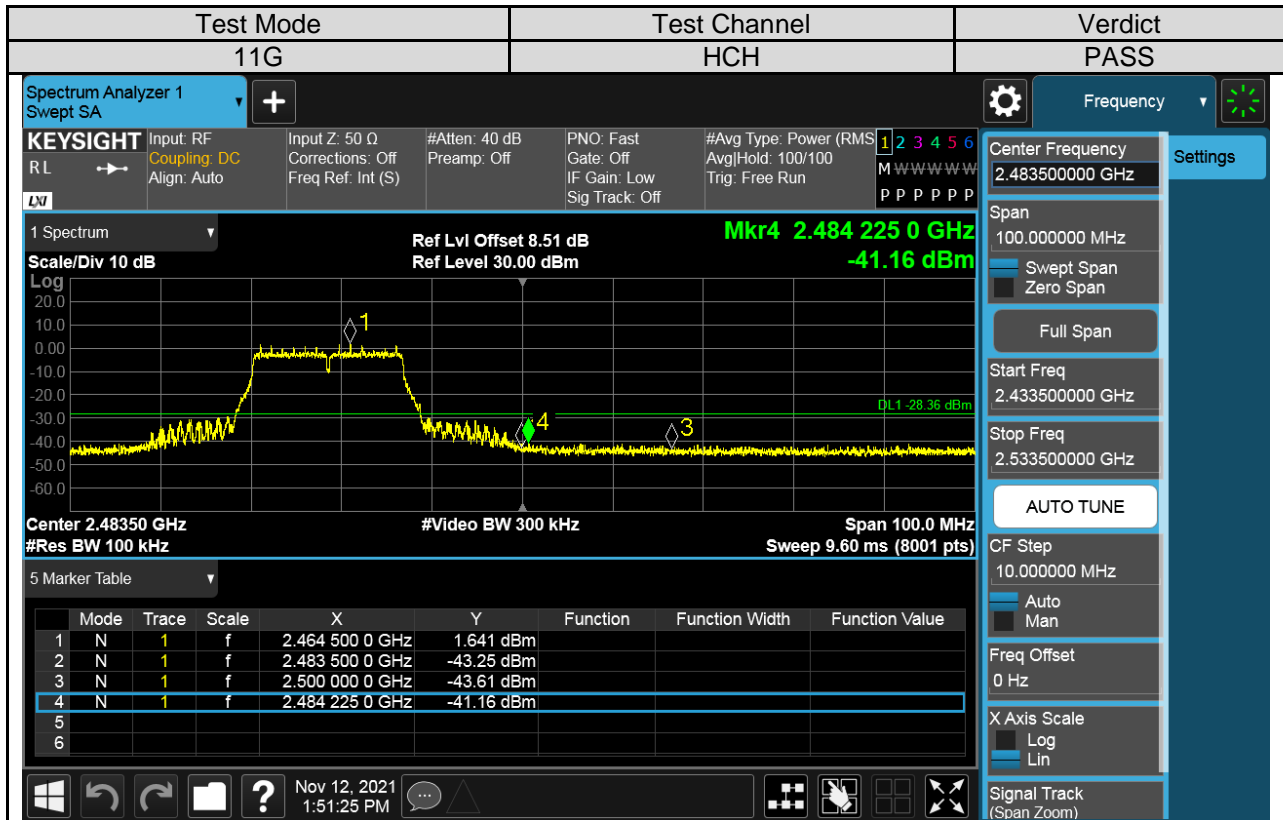 Test Mode Test Channel Verdict
11G HCH PASS
Spectrum Analyzer 1
Swept SA
+
Frequency
KEYSIGHT
RL
LXI
Input: RF
Coupling: DC
Align: Auto
Input Z: 50 Ω
Corrections: Off
Freq Ref: Int (S)
#Atten: 40 dB
Preamp: Off
PNO: Fast
Gate: Off
IF Gain: Low
Sig Track: Off
#Avg Type: Power (RMS
Avg|Hold: 100/100
Trig: Free Run
1 2 3 4 5 6
M W W W W W
P P P P P P
1 Spectrum
Scale/Div 10 dB
Ref Lvl Offset 8.51 dB
Ref Level 30.00 dBm
Mkr4 2.484 225 0 GHz
-41.16 dBm
Log
20.0
10.0
0.00
-10.0
-20.0
-30.0
-40.0
-50.0
-60.0
1
4
3
DL1 -28.36 dBm
Center 2.48350 GHz
#Video BW 300 kHz
Span 100.0 MHz
#Res BW 100 kHz
Sweep 9.60 ms (8001 pts)
5 Marker Table
Mode Trace Scale X Y Function Function Width Function Value
1 N 1 f 2.464 500 0 GHz 1.641 dBm
2 N 1 f 2.483 500 0 GHz -43.25 dBm
3 N 1 f 2.500 000 0 GHz -43.61 dBm
4 N 1 f 2.484 225 0 GHz -41.16 dBm
5
6
?
Nov 12, 2021
1:51:25 PM
Center Frequency
2.483500000 GHz
Settings
Span
100.000000 MHz
Swept Span
Zero Span
Full Span
Start Freq
2.433500000 GHz
Stop Freq
2.533500000 GHz
AUTO TUNE
CF Step
10.000000 MHz
Auto
Man
Freq Offset
0 Hz
X Axis Scale
Log
Lin
Signal Track
(Span Zoom)